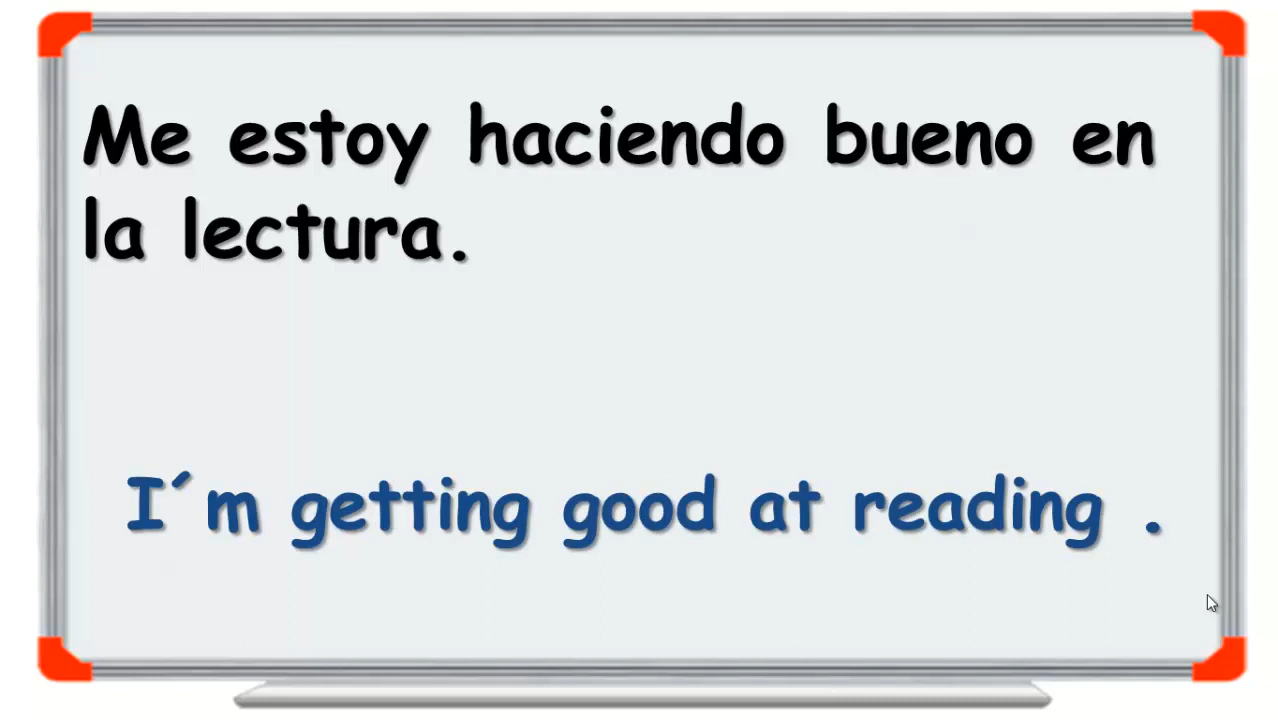 Me estoy haciendo bueno en
la lectura.
I´m getting good at reading .